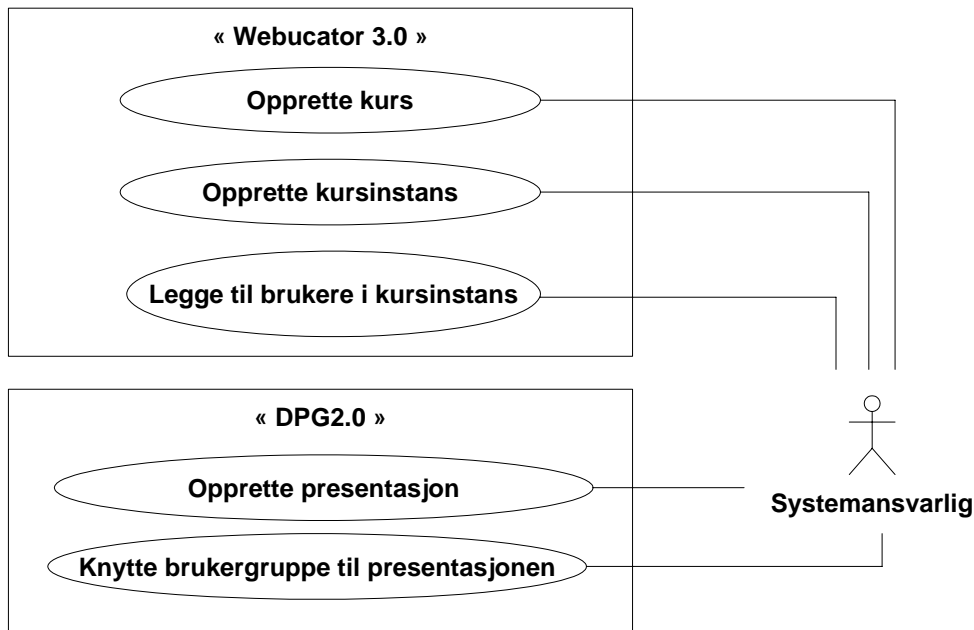 « Webucator 3.0 »
Opprette kurs
Opprette kursinstans
Legge til brukere i kursinstans
« DPG2.0 »
Opprette presentasjon
Systemansvarlig
Knytte brukergruppe til presentasjonen